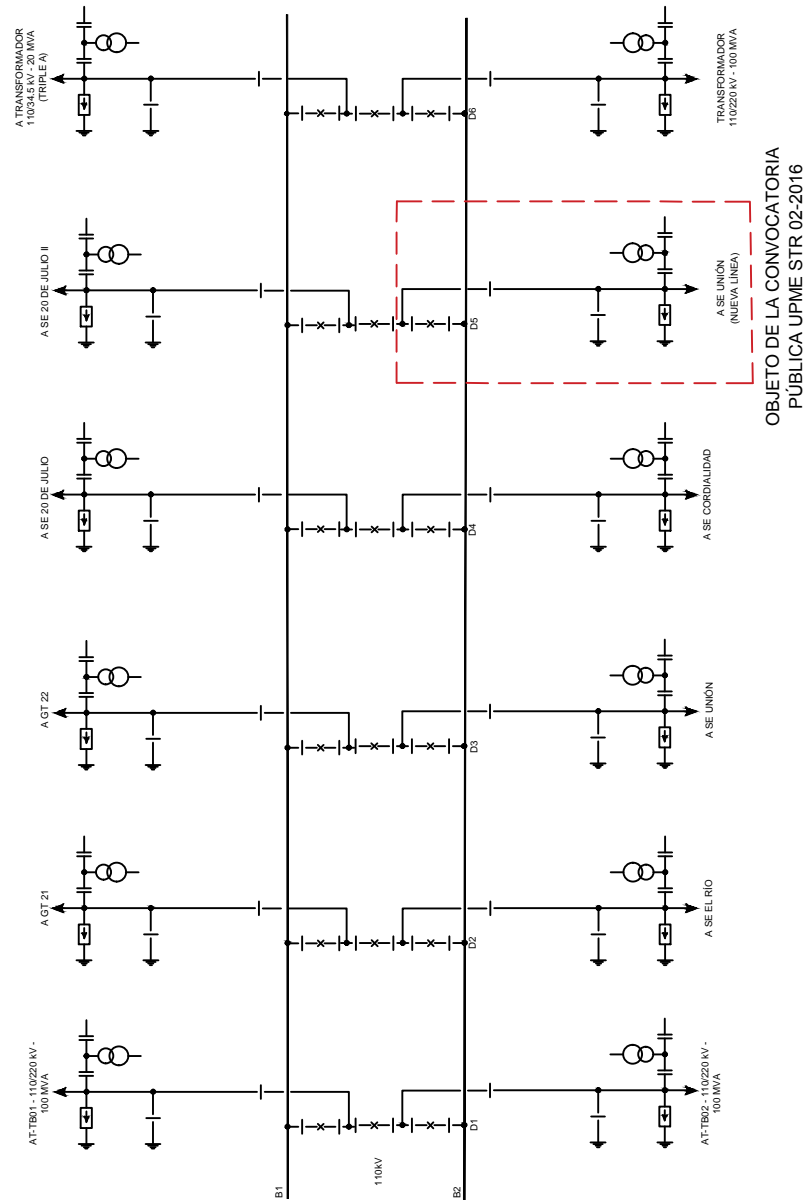 AT-TB01 - 110/220 kV -
100 MVA
A GT 21
A GT 22
A SE 20 DE JULIO
A SE 20 DE JULIO II
A TRANSFORMADOR
110/34.5 kV - 20 MVA
(TRIPLE A)
B1
110kV
B2
D1
D2
D3
D4
D5
D6
AT-TB02 - 110/220 kV -
100 MVA
A SE EL RÍO
A SE UNIÓN
A SE CORDIALIDAD
A SE UNIÓN
(NUEVA LÍNEA)
TRANSFORMADOR
110/220 kV - 100 MVA
OBJETO DE LA CONVOCATORIA
PÚBLICA UPME STR 02-2016